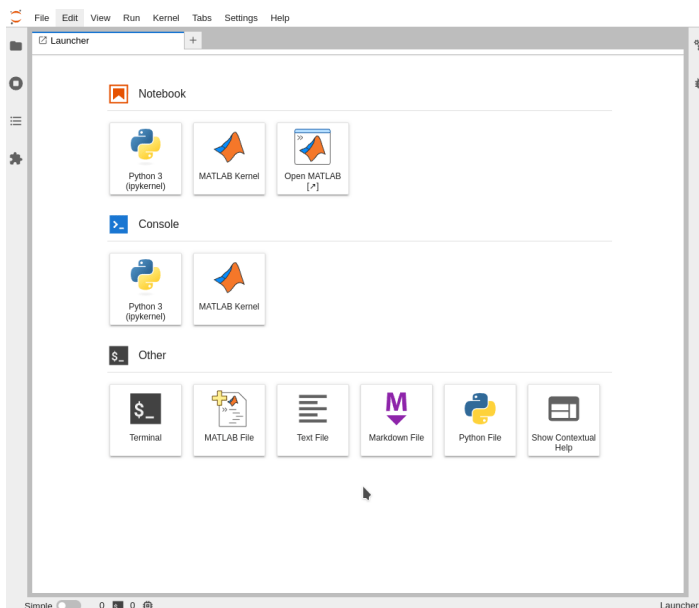 File Edit View Run Kernel Tabs Settings Help
Launcher +
Notebook
Python 3
(ipykernel)
MATLAB Kernel
Open MATLAB
[↗]
Console
Python 3
(ipykernel)
MATLAB Kernel
$_ Other
$_
Terminal
MATLAB File
Text File
M
Markdown File
Python File
Show Contextual
Help
Simple 0 $_ 0 Launcher